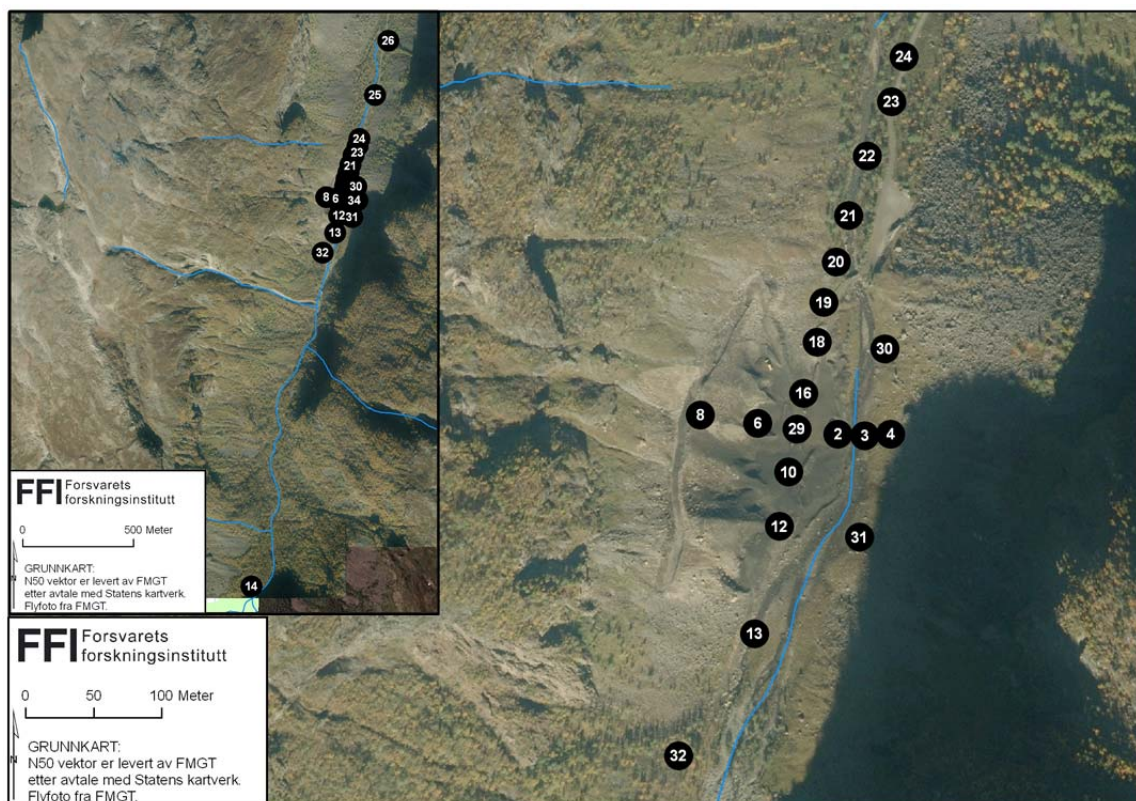 26
25
24
23
21
30
8
6
34
12
31
13
32
14
FFI Forsvarets
forskningsinstitutt
0 500 Meter
N
GRUNNKART:
N50 vektor er levert av FMGT
etter avtale med Statens kartverk.
Flyfoto fra FMGT.
24
23
22
21
20
19
18
30
16
8
6
29
2
3
4
10
12
31
13
32
FFI Forsvarets
forskningsinstitutt
0 50 100 Meter
N
GRUNNKART:
N50 vektor er levert av FMGT
etter avtale med Statens kartverk.
Flyfoto fra FMGT.